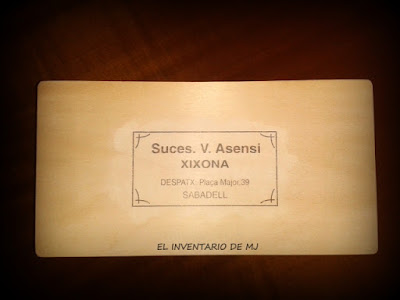 Suces. V. Asensi
XIXONA
DESPATX: Plaça Major,39
SABADELL
EL INVENTARIO DE MJ